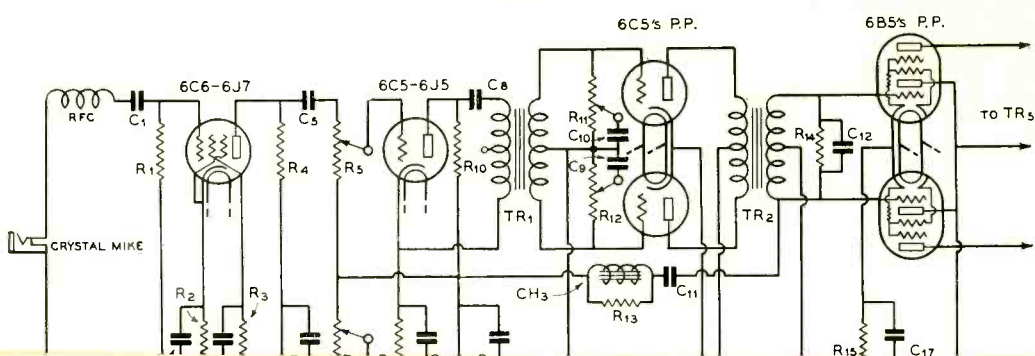 6C5's P.P.
6B5's P.P.
6C6-6J7
6C5-6J5
C8
RFC
C1
C5
R11
C10
C9
R12
R14
C12
TO TR5
R1
R4
R5
R10
TR1
TR2
CRYSTAL MIKE
CH3
C11
R13
R2
R3
R15
C17